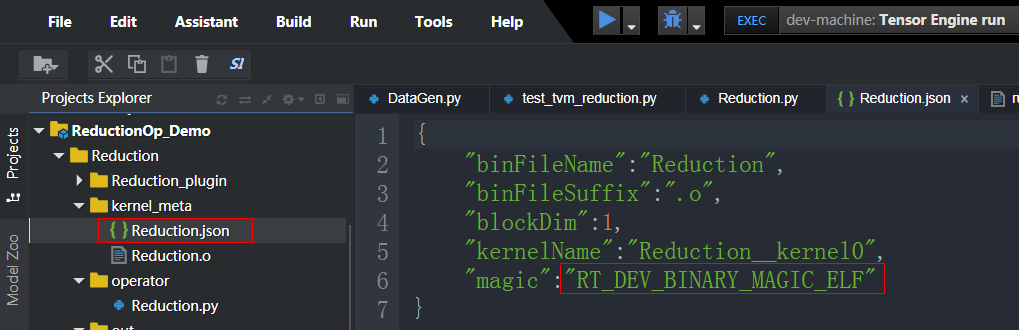 File Edit Assistant Build Run Tools Help EXEC dev-machine: Tensor Engine run
SI
Projects Explorer
DataGen.py test_tvm_reduction.py Reduction.py { } Reduction.json ×
Projects
Model Zoo
ReductionOp_Demo
Reduction
Reduction_plugin
kernel_meta
{ } Reduction.json
Reduction.o
operator
Reduction.py
1 {
2 "binFileName":"Reduction",
3 "binFileSuffix":".o",
4 "blockDim":1,
5 "kernelName":"Reduction__kernel0",
6 "magic":"RT_DEV_BINARY_MAGIC_ELF"
7 }